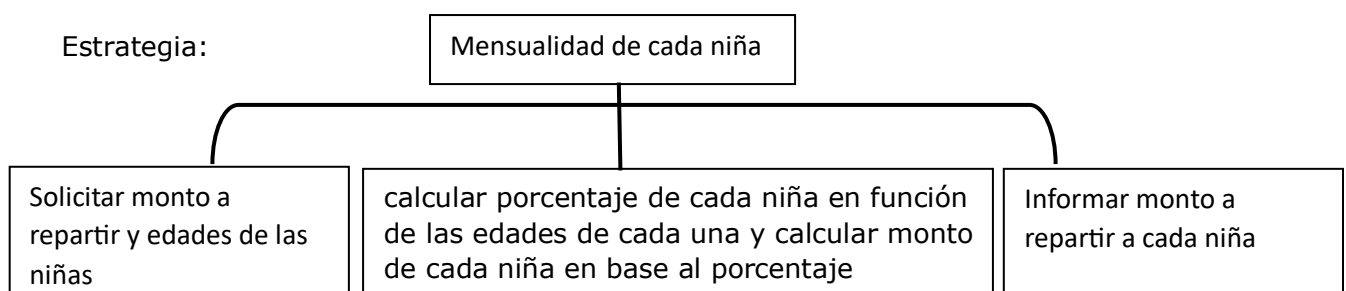 Estrategia:
Mensualidad de cada niña
Solicitar monto a
repartir y edades de las
niñas
calcular porcentaje de cada niña en función
de las edades de cada una y calcular monto
de cada niña en base al porcentaje
Informar monto a
repartir a cada niña